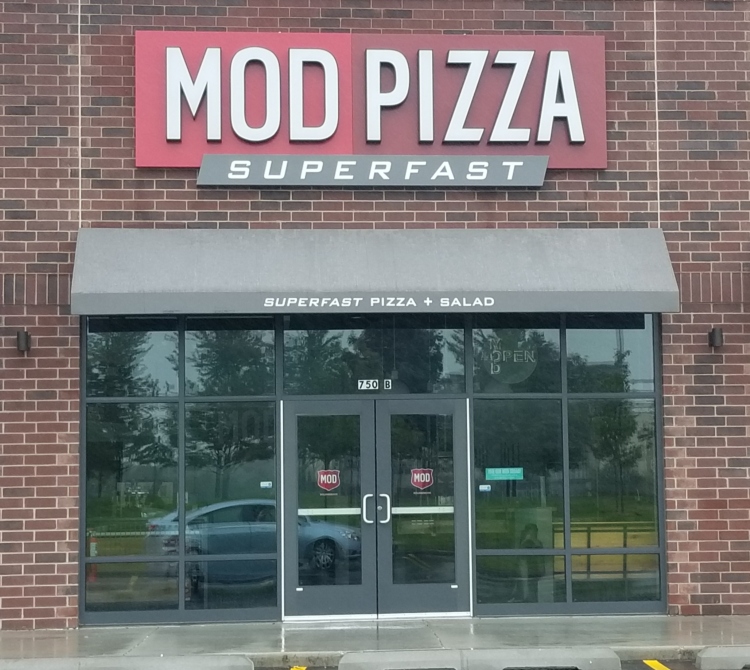 MOD PIZZA
SUPERFAST
SUPERFAST PIZZA + SALAD
OPEN
750 B
MOD
MOD